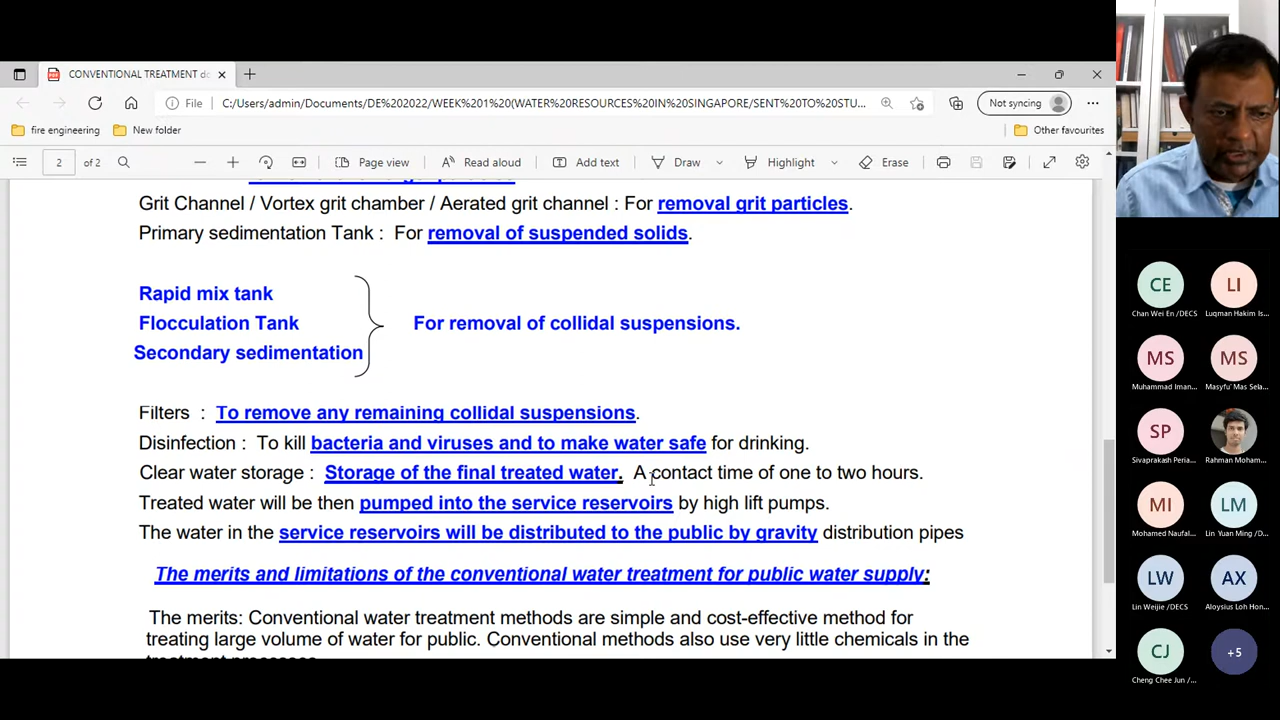 CONVENTIONAL TREATMENT d
File
C:/Users/admin/Documents/DE%202022/WEEK%201%20(WATER%20RESOURCES%20IN%20SINGAPORE/SENT%20TO%20STU...
Not syncing
fire engineering
New folder
Other favourites
2
of 2
Page view
Read aloud
Add text
Draw
Highlight
Erase
Grit Channel / Vortex grit chamber / Aerated grit channel : For removal grit particles.
Primary sedimentation Tank : For removal of suspended solids.
Rapid mix tank
Flocculation Tank
Secondary sedimentation
For removal of collidal suspensions.
Filters : To remove any remaining collidal suspensions.
Disinfection : To kill bacteria and viruses and to make water safe for drinking.
Clear water storage : Storage of the final treated water. A contact time of one to two hours.
Treated water will be then pumped into the service reservoirs by high lift pumps.
The water in the service reservoirs will be distributed to the public by gravity distribution pipes
The merits and limitations of the conventional water treatment for public water supply:
The merits: Conventional water treatment methods are simple and cost-effective method for
treating large volume of water for public. Conventional methods also use very little chemicals in the
CE
Chan Wei En /DECS
LI
Luqman Hakim Is...
MS
Muhammad Iman...
MS
Masyfu' Mas Sela...
SP
Sivaprakash Peria...
Rahman Moham...
MI
Mohamed Naufal...
LM
Lin Yuan Ming /D...
LW
Lin Weijie /DECS
AX
Aloysius Loh Hon...
CJ
Cheng Chee Jun /...
+5